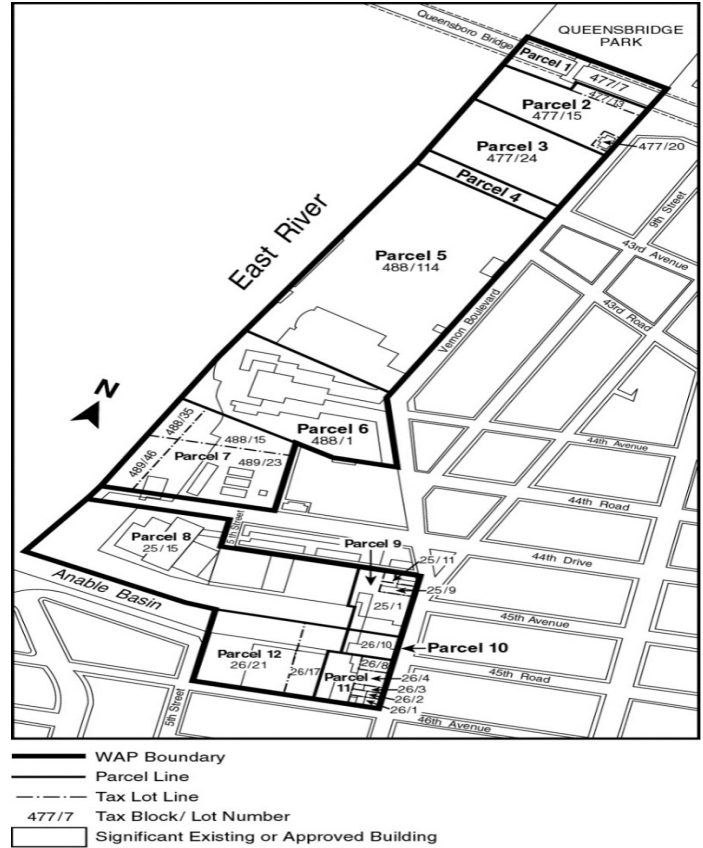 Queensboro Bridge
QUEENSBRIDGE
PARK
Parcel 1
477/7
477/13
Parcel 2
477/15
477/20
Parcel 3
477/24
Parcel 4
9th Street
43rd Avenue
East River
Parcel 5
488/114
Vernon Boulevard
43rd Road
N
Parcel 6
488/1
44th Avenue
488/35
488/15
489/46
Parcel 7
489/23
44th Road
5th Street
Parcel 8
25/15
Parcel 9
44th Drive
25/11
25/9
Anable Basin
25/1
45th Avenue
26/10
Parcel 10
Parcel 12
26/21
26/17
26/8
Parcel
11
26/4
26/3
26/2
26/1
45th Road
5th Street
46th Avenue
WAP Boundary
Parcel Line
Tax Lot Line
477/7 Tax Block/ Lot Number
Significant Existing or Approved Building